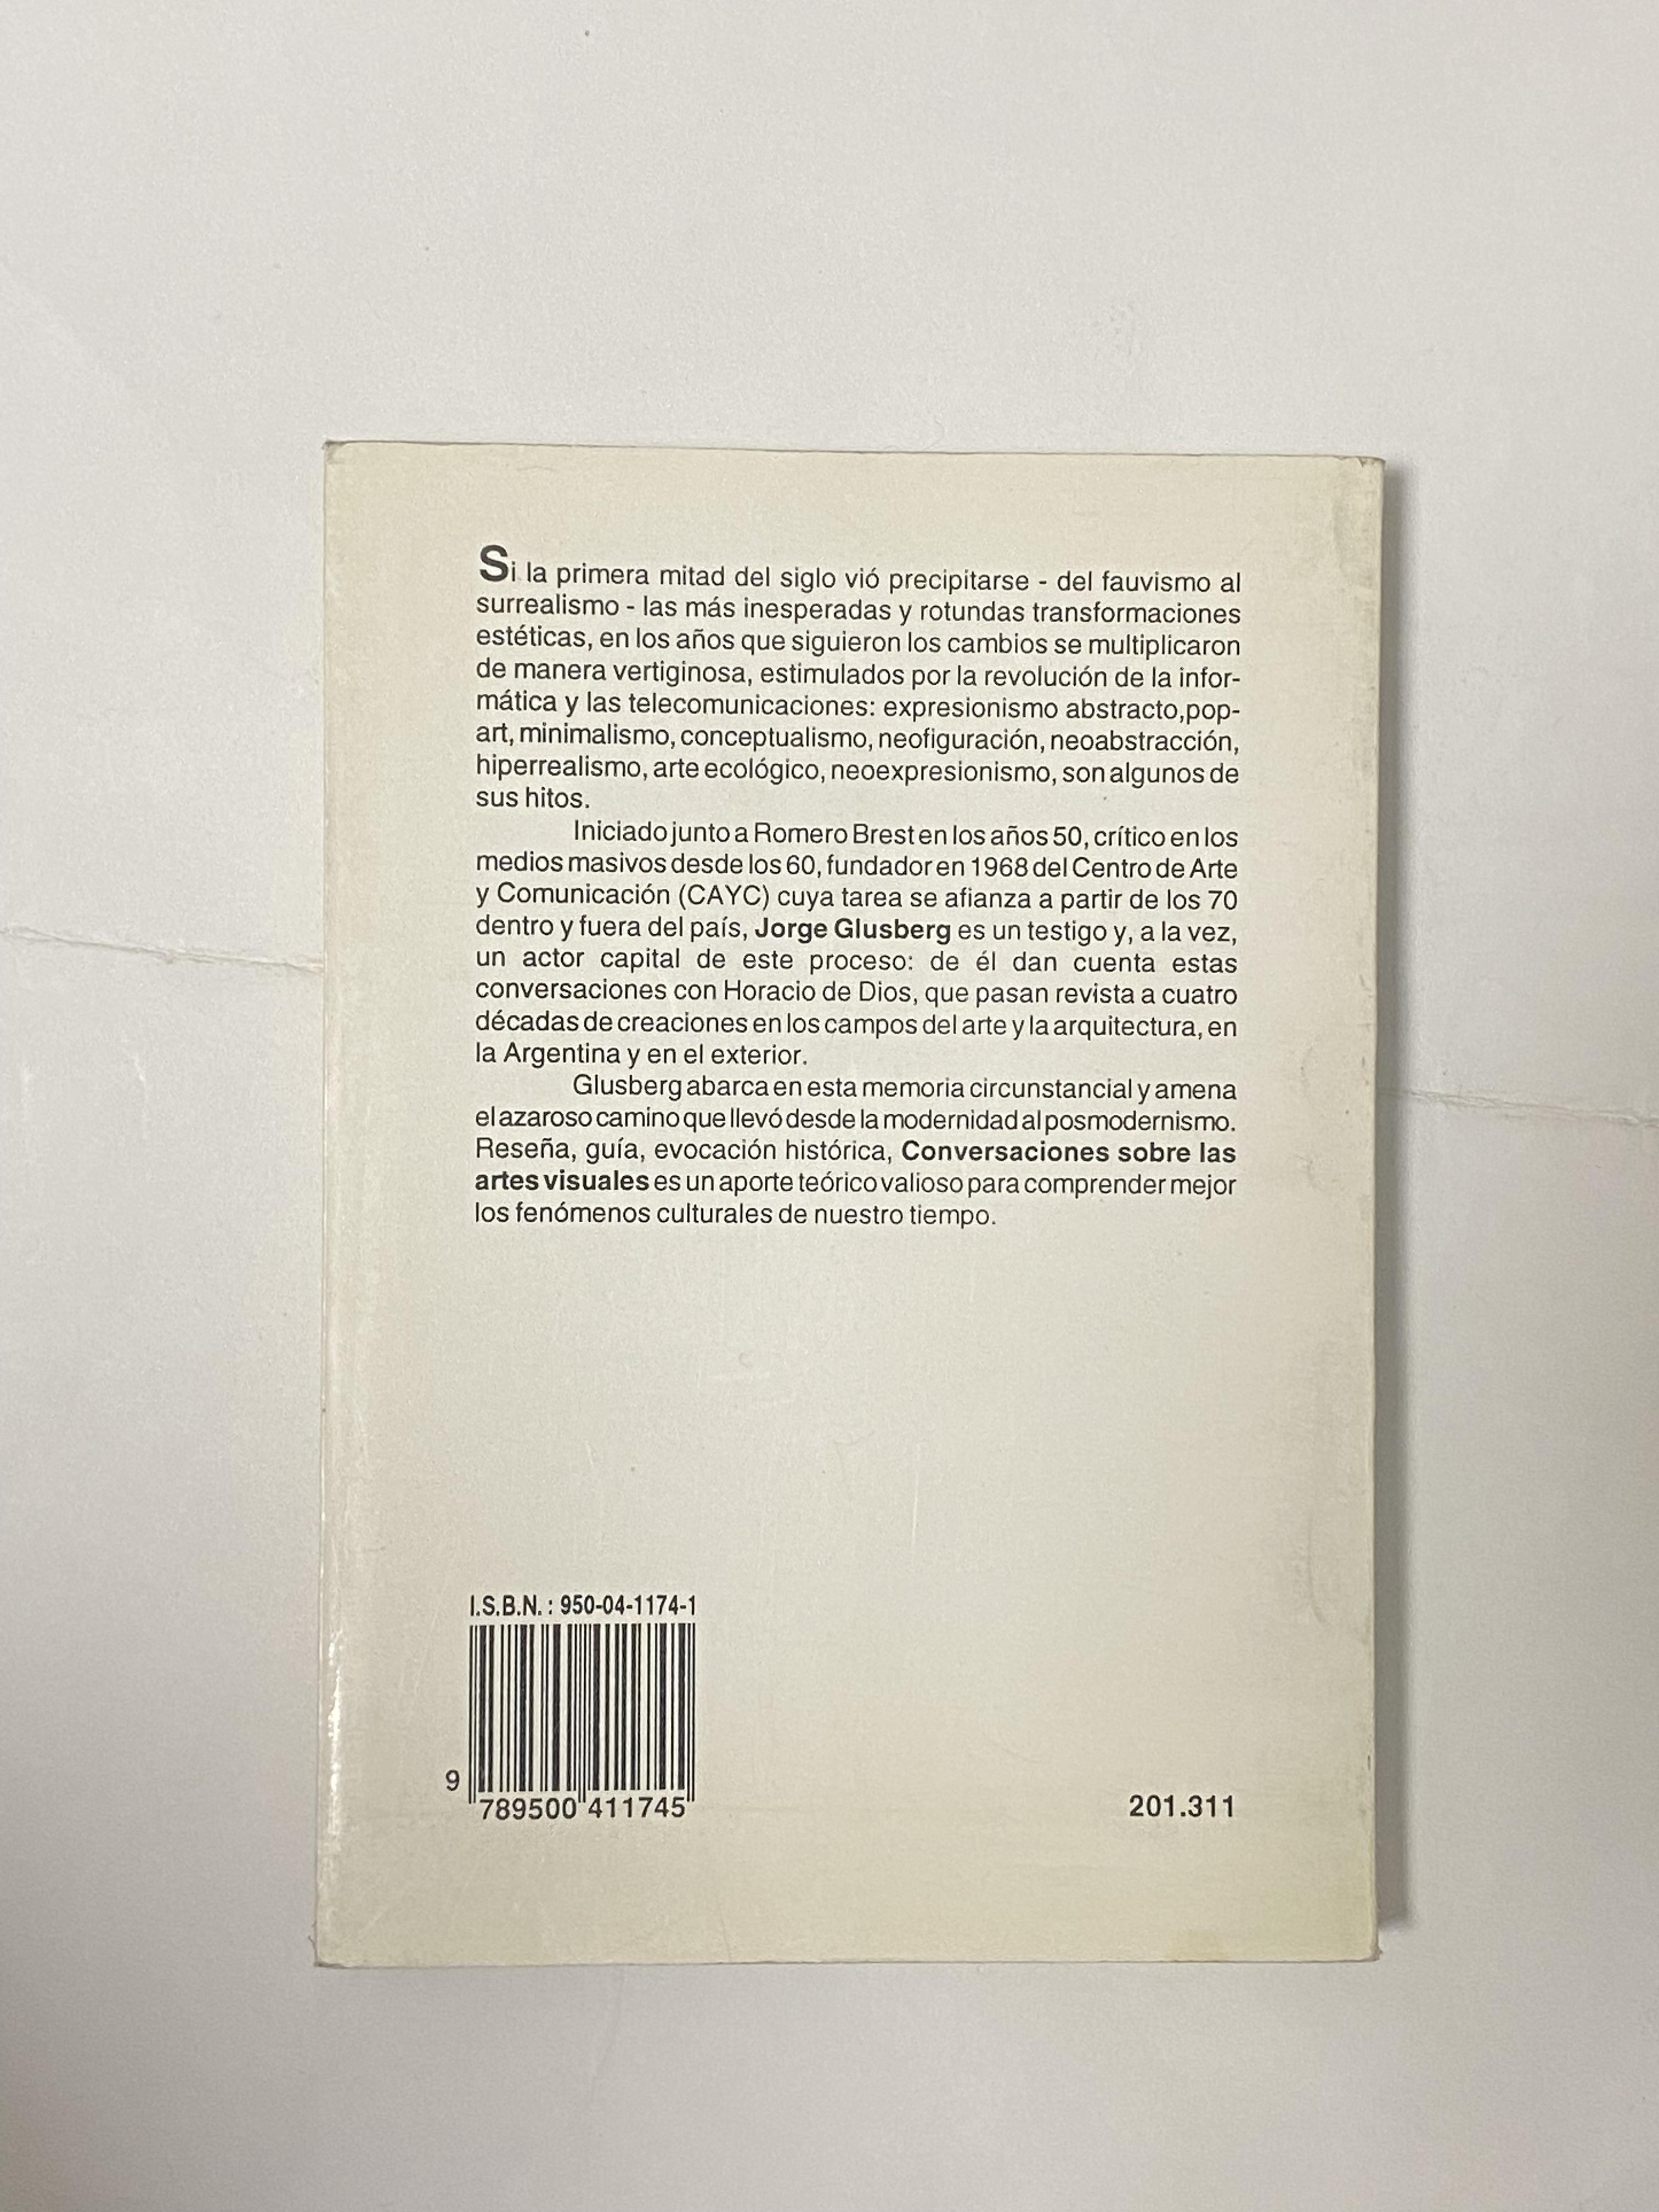 Si la primera mitad del siglo vió precipitarse - del fauvismo al
surrealismo - las más inesperadas y rotundas transformaciones
estéticas, en los años que siguieron los cambios se multiplicaron
de manera vertiginosa, estimulados por la revolución de la infor-
mática y las telecomunicaciones: expresionismo abstracto,pop-
art, minimalismo, conceptualismo, neofiguración, neoabstracción,
hiperrealismo, arte ecológico, neoexpresionismo, son algunos de
sus hitos.
Iniciado junto a Romero Brest en los años 50, crítico en los
medios masivos desde los 60, fundador en 1968 del Centro de Arte
y Comunicación (CAYC) cuya tarea se afianza a partir de los 70
dentro y fuera del país, Jorge Glusberg es un testigo y, a la vez,
un actor capital de este proceso: de él dan cuenta estas
conversaciones con Horacio de Dios, que pasan revista a cuatro
décadas de creaciones en los campos del arte y la arquitectura, en
la Argentina y en el exterior.
Glusberg abarca en esta memoria circunstancial y amena
el azaroso camino que llevó desde la modernidad al posmodernismo.
Reseña, guía, evocación histórica, Conversaciones sobre las
artes visuales es un aporte teórico valioso para comprender mejor
los fenómenos culturales de nuestro tiempo.
I.S.B.N. : 950-04-1174-1
9 789500 411745
201.311